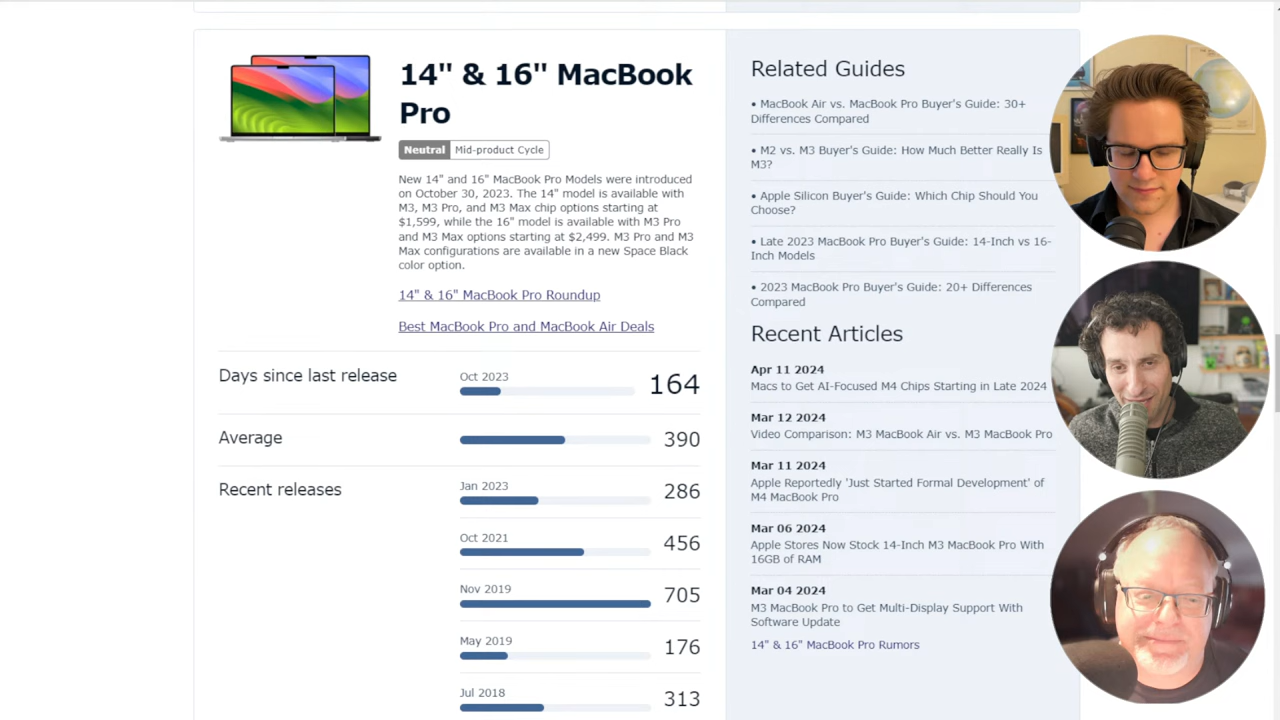 14" & 16" MacBook
Pro
Neutral Mid-product Cycle
New 14" and 16" MacBook Pro Models were introduced
on October 30, 2023. The 14" model is available with
M3, M3 Pro, and M3 Max chip options starting at
$1,599, while the 16" model is available with M3 Pro
and M3 Max options starting at $2,499. M3 Pro and M3
Max configurations are available in a new Space Black
color option.
14" & 16" MacBook Pro Roundup
Best MacBook Pro and MacBook Air Deals
Days since last release
Oct 2023
164
Average
390
Recent releases
Jan 2023
286
Oct 2021
456
Nov 2019
705
May 2019
176
Jul 2018
313
Related Guides
• MacBook Air vs. MacBook Pro Buyer's Guide: 30+
Differences Compared
• M2 vs. M3 Buyer's Guide: How Much Better Really Is
M3?
• Apple Silicon Buyer's Guide: Which Chip Should You
Choose?
• Late 2023 MacBook Pro Buyer's Guide: 14-Inch vs 16-
Inch Models
• 2023 MacBook Pro Buyer's Guide: 20+ Differences
Compared
Recent Articles
Apr 11 2024
Macs to Get AI-Focused M4 Chips Starting in Late 2024
Mar 12 2024
Video Comparison: M3 MacBook Air vs. M3 MacBook Pro
Mar 11 2024
Apple Reportedly 'Just Started Formal Development' of
M4 MacBook Pro
Mar 06 2024
Apple Stores Now Stock 14-Inch M3 MacBook Pro With
16GB of RAM
Mar 04 2024
M3 MacBook Pro to Get Multi-Display Support With
Software Update
14" & 16" MacBook Pro Rumors